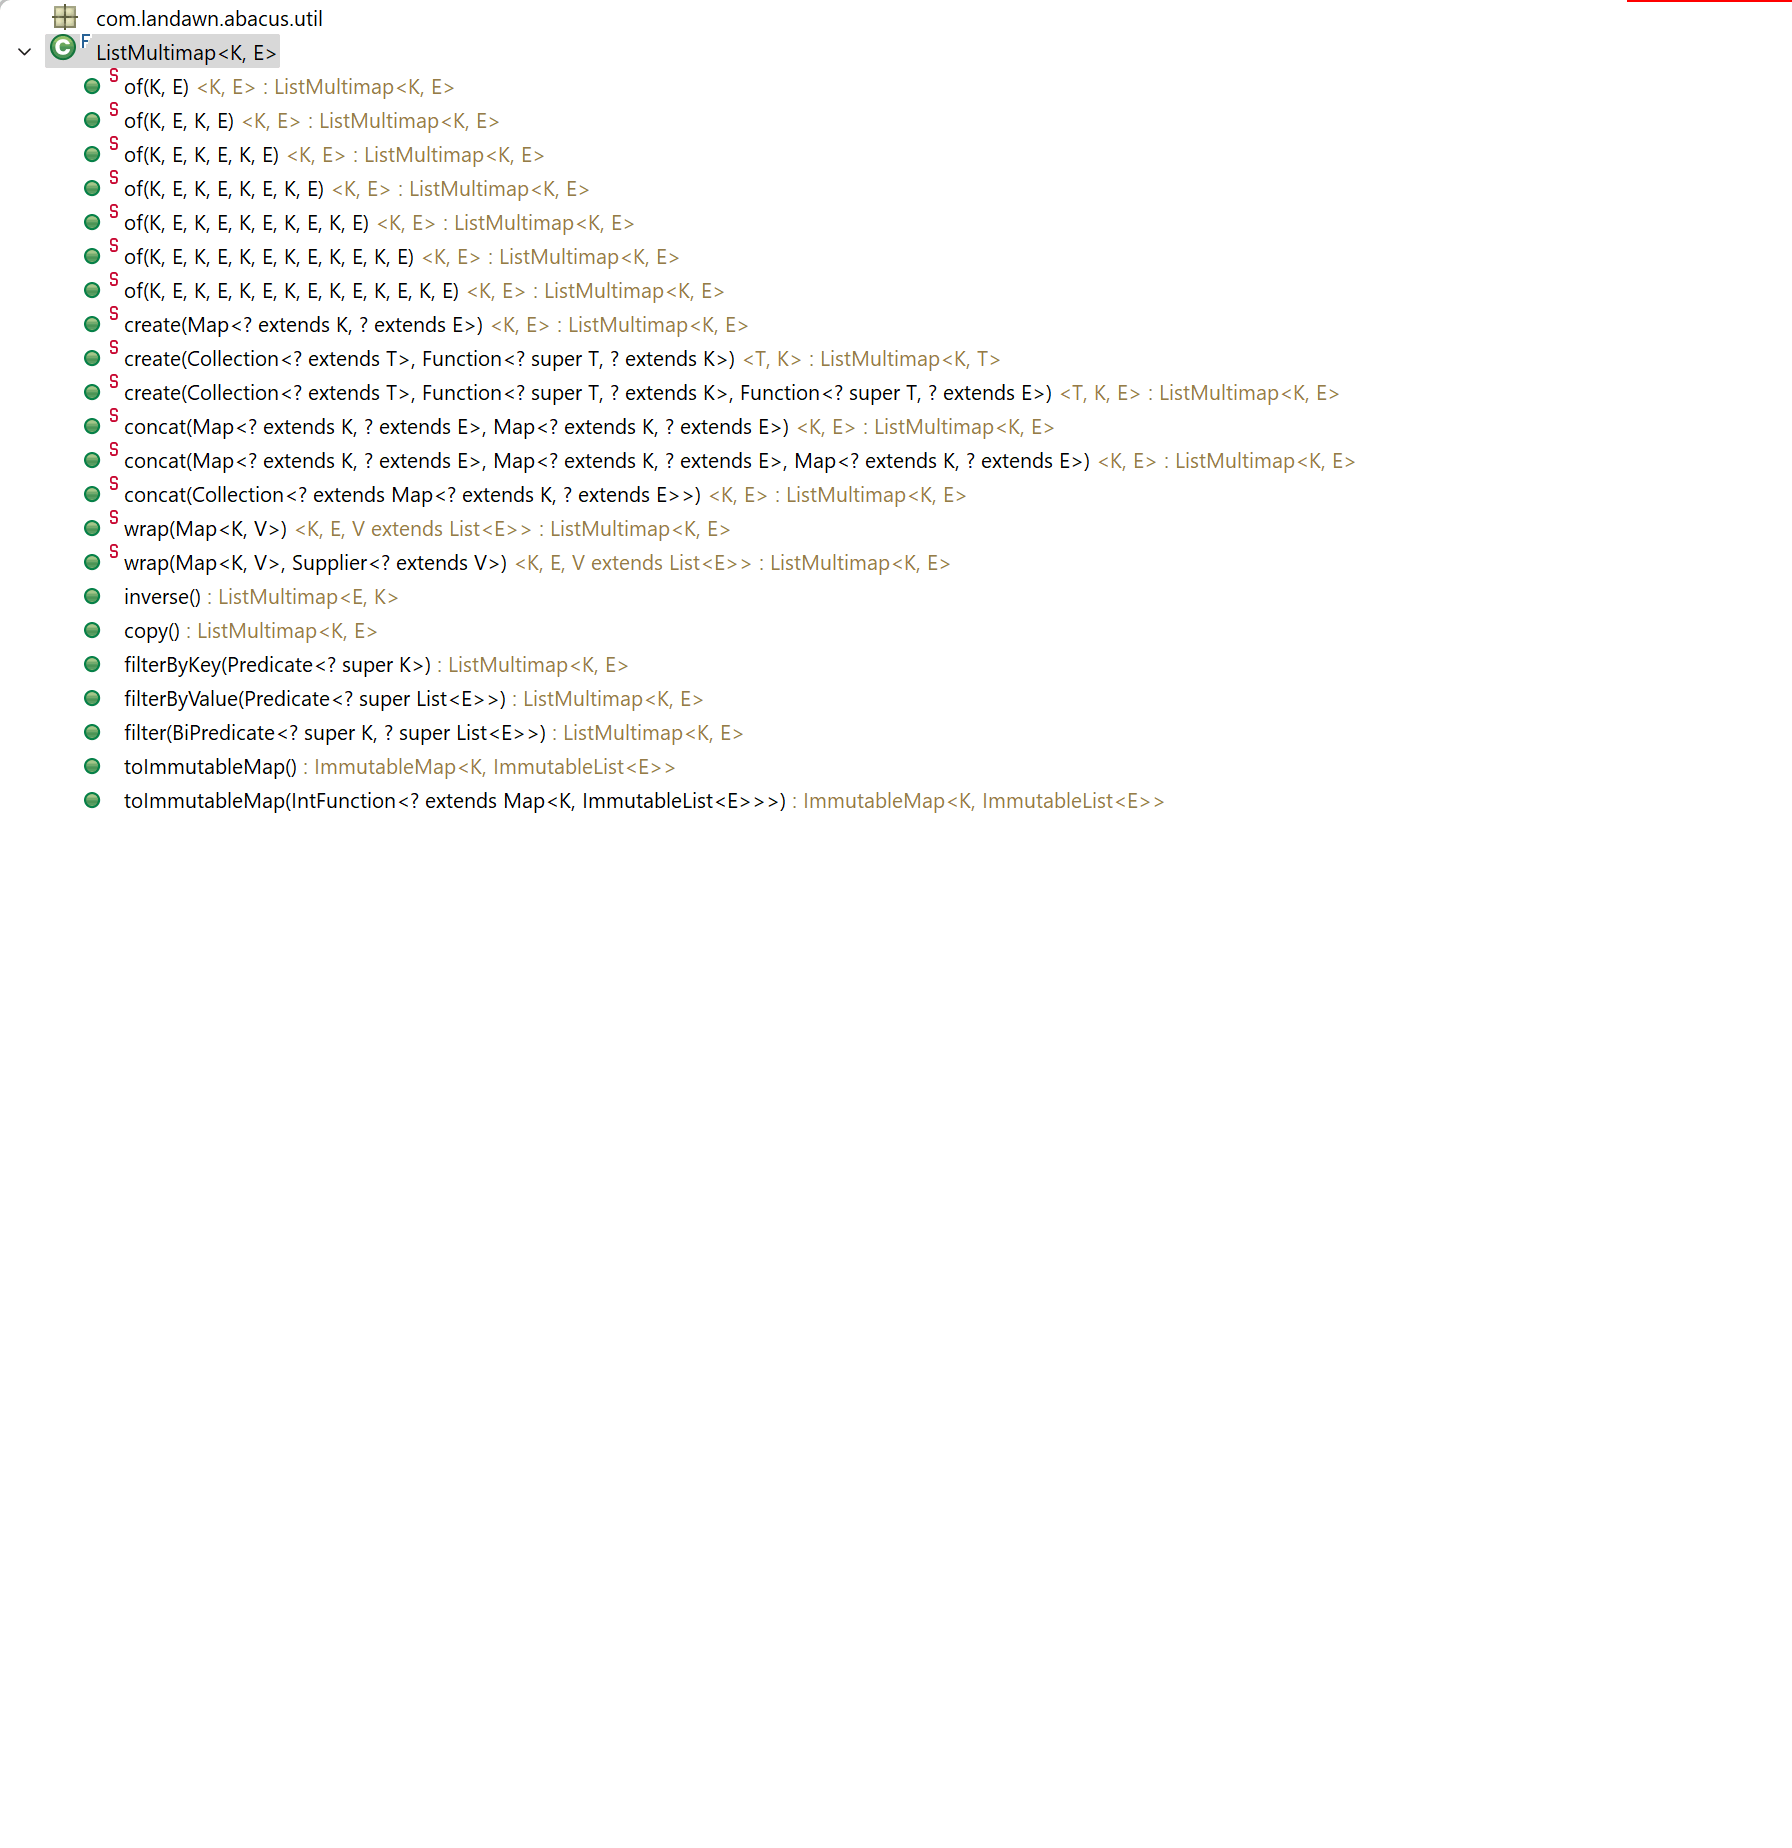 com.landawn.abacus.util
C F ListMultimap<K, E>
S of(K, E) <K, E> : ListMultimap<K, E>
S of(K, E, K, E) <K, E> : ListMultimap<K, E>
S of(K, E, K, E, K, E) <K, E> : ListMultimap<K, E>
S of(K, E, K, E, K, E, K, E) <K, E> : ListMultimap<K, E>
S of(K, E, K, E, K, E, K, E, K, E) <K, E> : ListMultimap<K, E>
S of(K, E, K, E, K, E, K, E, K, E, K, E) <K, E> : ListMultimap<K, E>
S of(K, E, K, E, K, E, K, E, K, E, K, E, K, E) <K, E> : ListMultimap<K, E>
S create(Map<? extends K, ? extends E>) <K, E> : ListMultimap<K, E>
S create(Collection<? extends T>, Function<? super T, ? extends K>) <T, K> : ListMultimap<K, T>
S create(Collection<? extends T>, Function<? super T, ? extends K>, Function<? super T, ? extends E>) <T, K, E> : ListMultimap<K, E>
S concat(Map<? extends K, ? extends E>, Map<? extends K, ? extends E>) <K, E> : ListMultimap<K, E>
S concat(Map<? extends K, ? extends E>, Map<? extends K, ? extends E>, Map<? extends K, ? extends E>) <K, E> : ListMultimap<K, E>
S concat(Collection<? extends Map<? extends K, ? extends E>>) <K, E> : ListMultimap<K, E>
S wrap(Map<K, V>) <K, E, V extends List<E>> : ListMultimap<K, E>
S wrap(Map<K, V>, Supplier<? extends V>) <K, E, V extends List<E>> : ListMultimap<K, E>
inverse() : ListMultimap<E, K>
copy() : ListMultimap<K, E>
filterByKey(Predicate<? super K>) : ListMultimap<K, E>
filterByValue(Predicate<? super List<E>>) : ListMultimap<K, E>
filter(BiPredicate<? super K, ? super List<E>>) : ListMultimap<K, E>
toImmutableMap() : ImmutableMap<K, ImmutableList<E>>
toImmutableMap(IntFunction<? extends Map<K, ImmutableList<E>>>) : ImmutableMap<K, ImmutableList<E>>